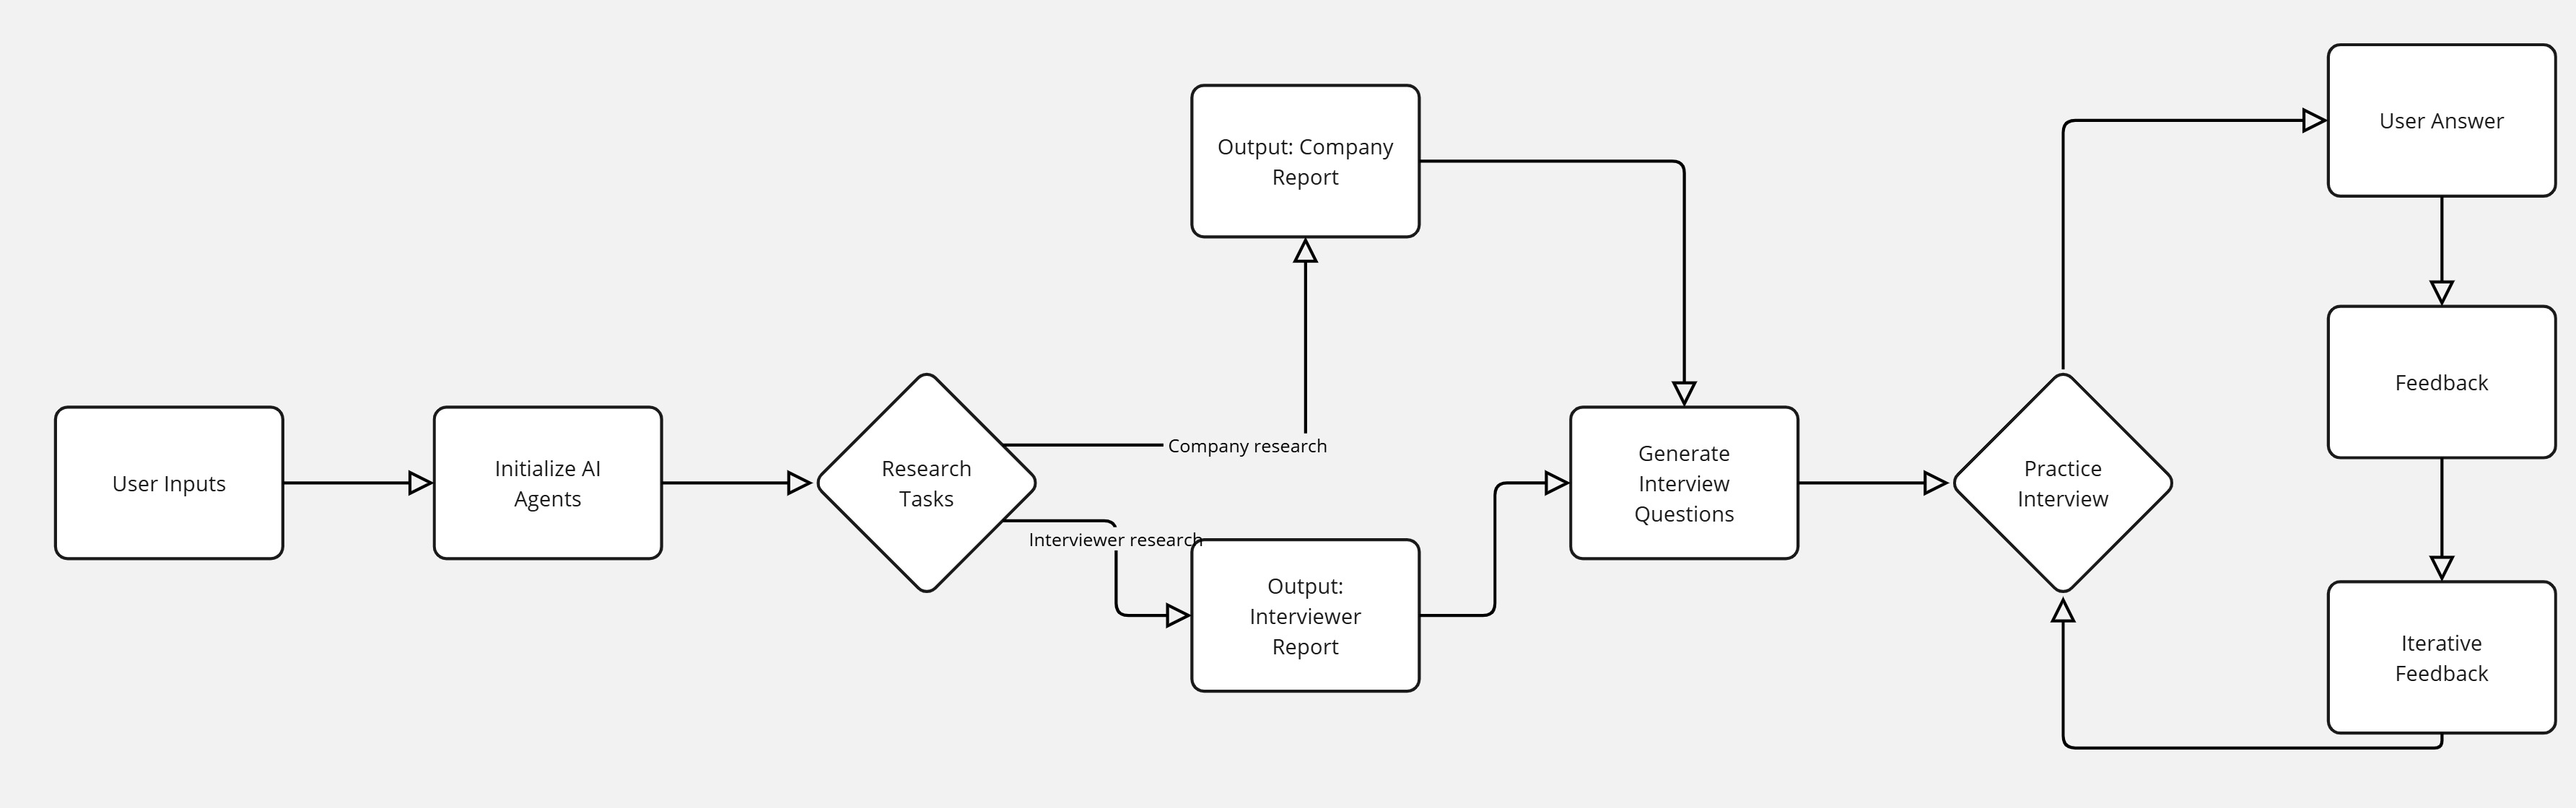 User Inputs
Initialize AI
Agents
Research
Tasks
Company research
Interviewer research
Output: Company
Report
Output:
Interviewer
Report
Generate
Interview
Questions
Practice
Interview
User Answer
Feedback
Iterative
Feedback